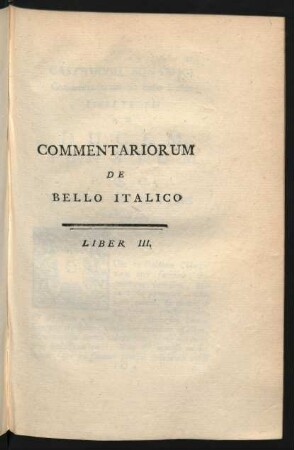 COMMENTARIORUM
DE
BELLO ITALICO
LIBER III.